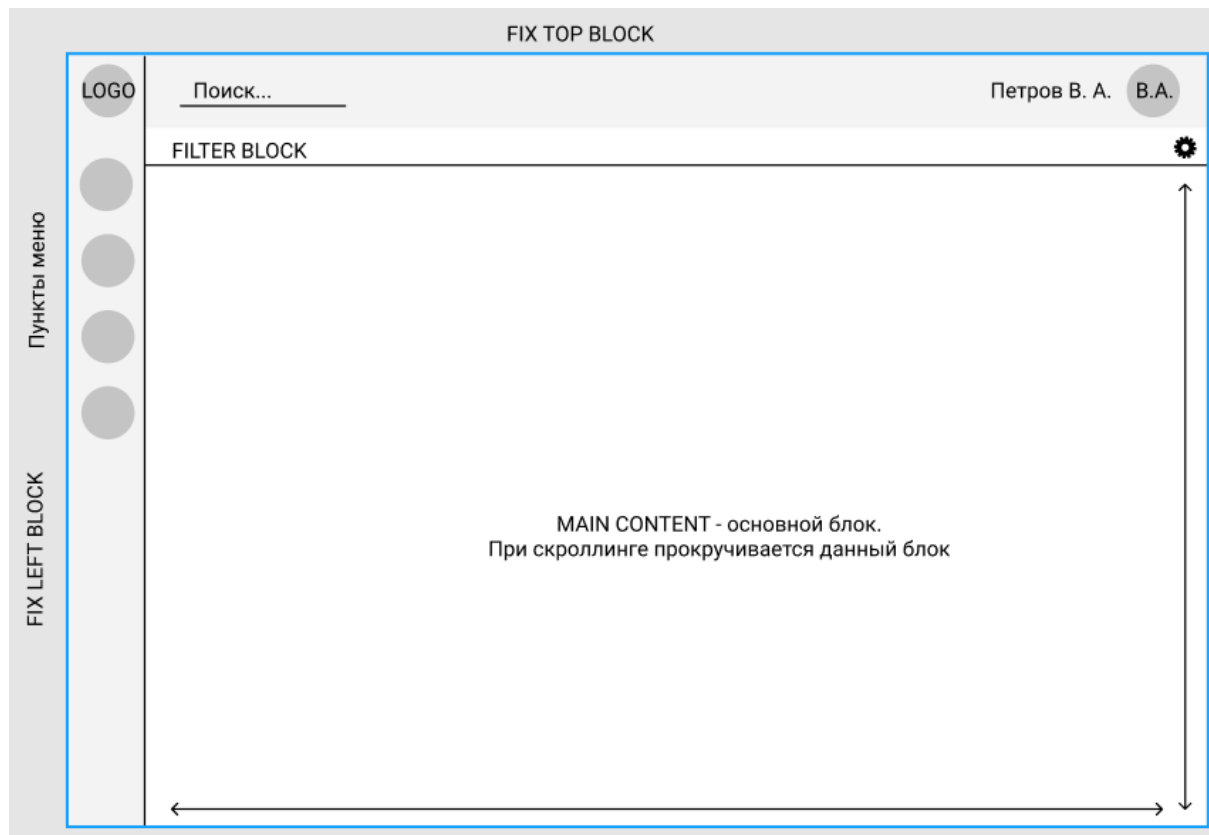 FIX TOP BLOCK
LOGO
Поиск...
Петров В. А.
В.А.
FILTER BLOCK
Пункты меню
FIX LEFT BLOCK
MAIN CONTENT - основной блок.
При скроллинге прокручивается данный блок